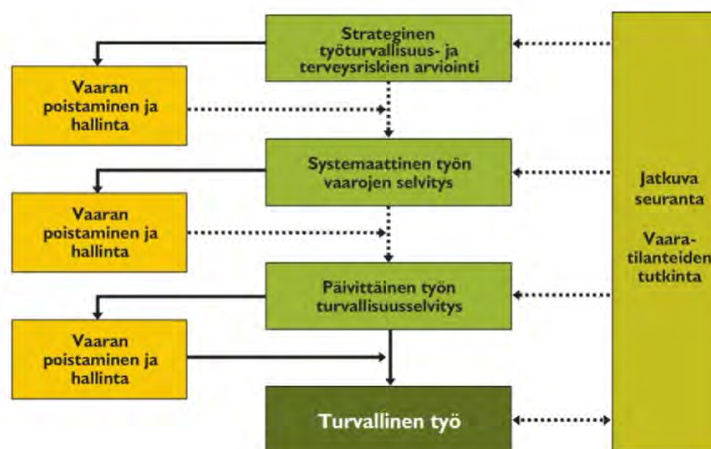 Strateginen
työturvallisuus- ja
terveysriskien arviointi
Vaaran
poistaminen ja
hallinta
Systemaattinen työn
vaarojen selvitys
Vaaran
poistaminen ja
hallinta
Päivittäinen työn
turvallisuusselvitys
Vaaran
poistaminen ja
hallinta
Turvallinen työ
Jatkuva
seuranta
Vaara-
tilanteiden
tutkinta